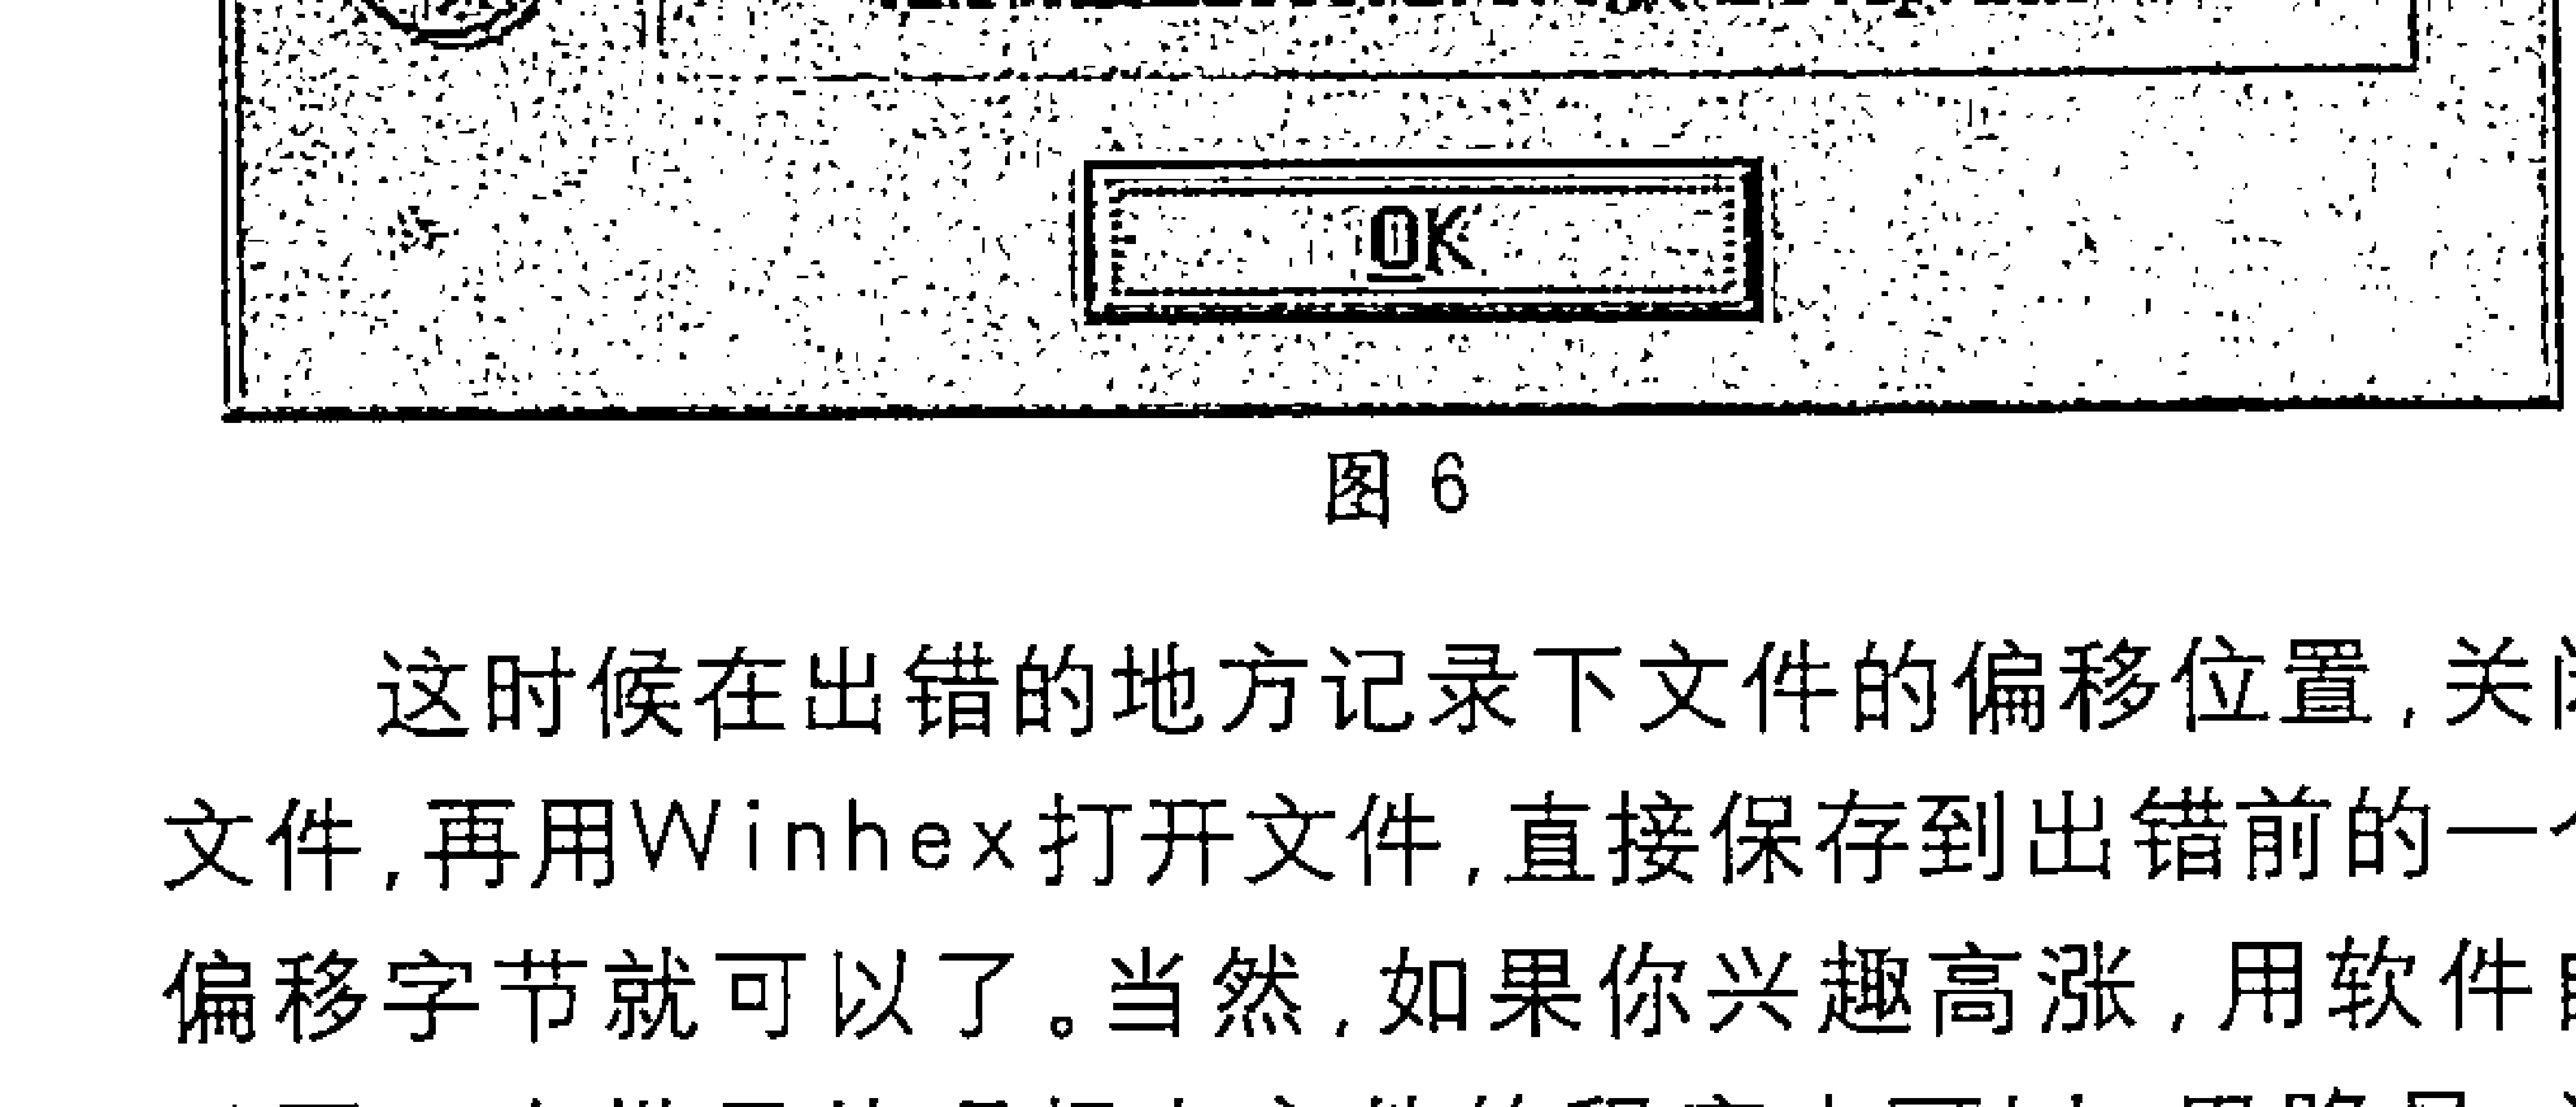 OK
图 6
这时候在出错的地方记录下文件的偏移位置,关
文件,再用Winhex打开文件,直接保存到出错前的一
偏移字节就可以了。当然,如果你兴趣高涨,用软件